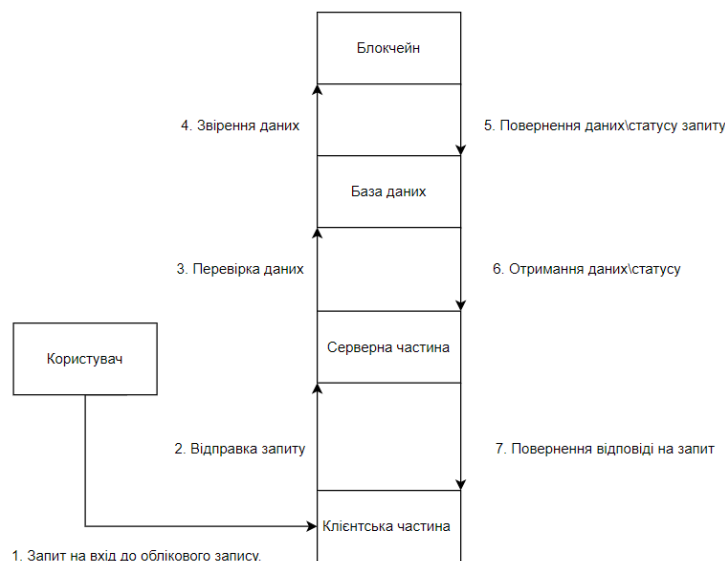 Блокчейн
4. Звірення даних
5. Повернення даних\статусу запиту
База даних
3. Перевірка даних
6. Отримання даних\статусу
Користувач
Серверна частина
2. Відправка запиту
7. Повернення відповіді на запит
Клієнтська частина
1. Запит на вхід до облікового запису.